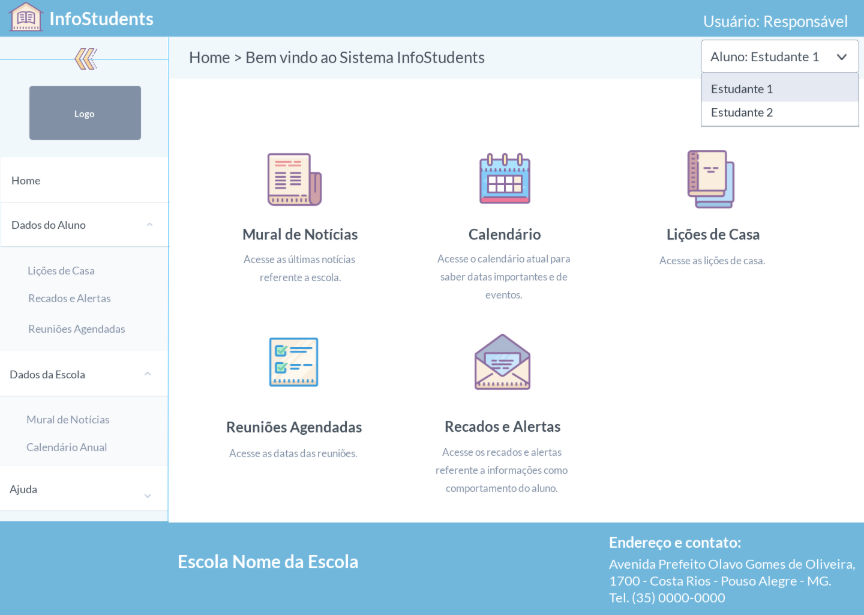 InfoStudents
Usuário: Responsável
Home > Bem vindo ao Sistema InfoStudents
Aluno: Estudante 1
Estudante 1
Estudante 2
Logo
Home
Dados do Aluno
Lições de Casa
Recados e Alertas
Reuniões Agendadas
Dados da Escola
Mural de Notícias
Calendário Anual
Ajuda
Mural de Notícias
Acesse as últimas notícias
referente a escola.
Calendário
Acesse o calendário atual para
saber datas importantes e de
eventos.
Lições de Casa
Acesse as lições de casa.
Reuniões Agendadas
Acesse as datas das reuniões.
Recados e Alertas
Acesse os recados e alertas
referente a informações como
comportamento do aluno.
Escola Nome da Escola
Endereço e contato:
Avenida Prefeito Olavo Gomes de Oliveira,
1700 - Costa Rios - Pouso Alegre - MG.
Tel. (35) 0000-0000